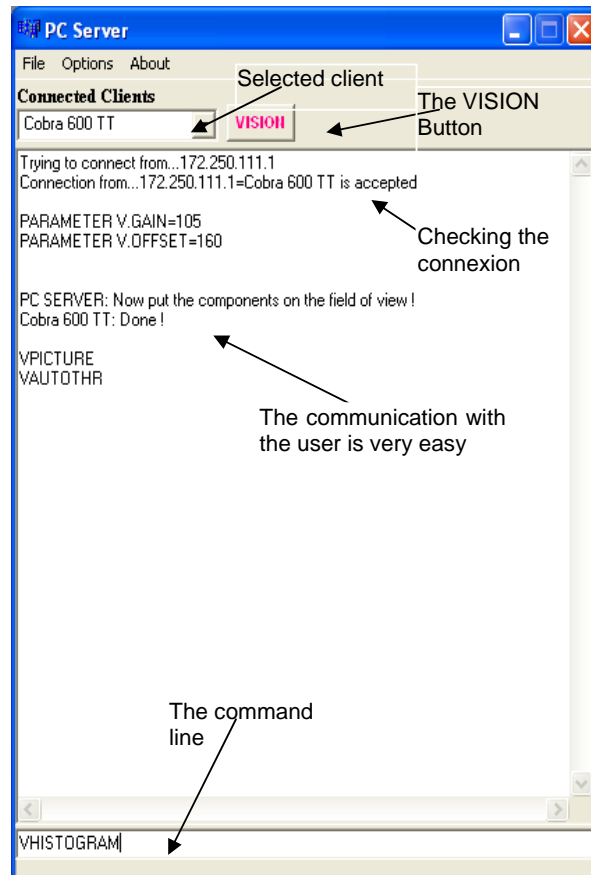 PC Server
File Options About
Selected client
Connected Clients
The VISION
Button
Cobra 600 TT
VISION
Trying to connect from...172.250.111.1
Connection from...172.250.111.1=Cobra 600 TT is accepted
PARAMETER V.GAIN=105
PARAMETER V.OFFSET=160
Checking the
connexion
PC SERVER: Now put the components on the field of view !
Cobra 600 TT: Done !
VPICTURE
VAUTOTHR
The communication with
the user is very easy
The command
line
VHISTOGRAM